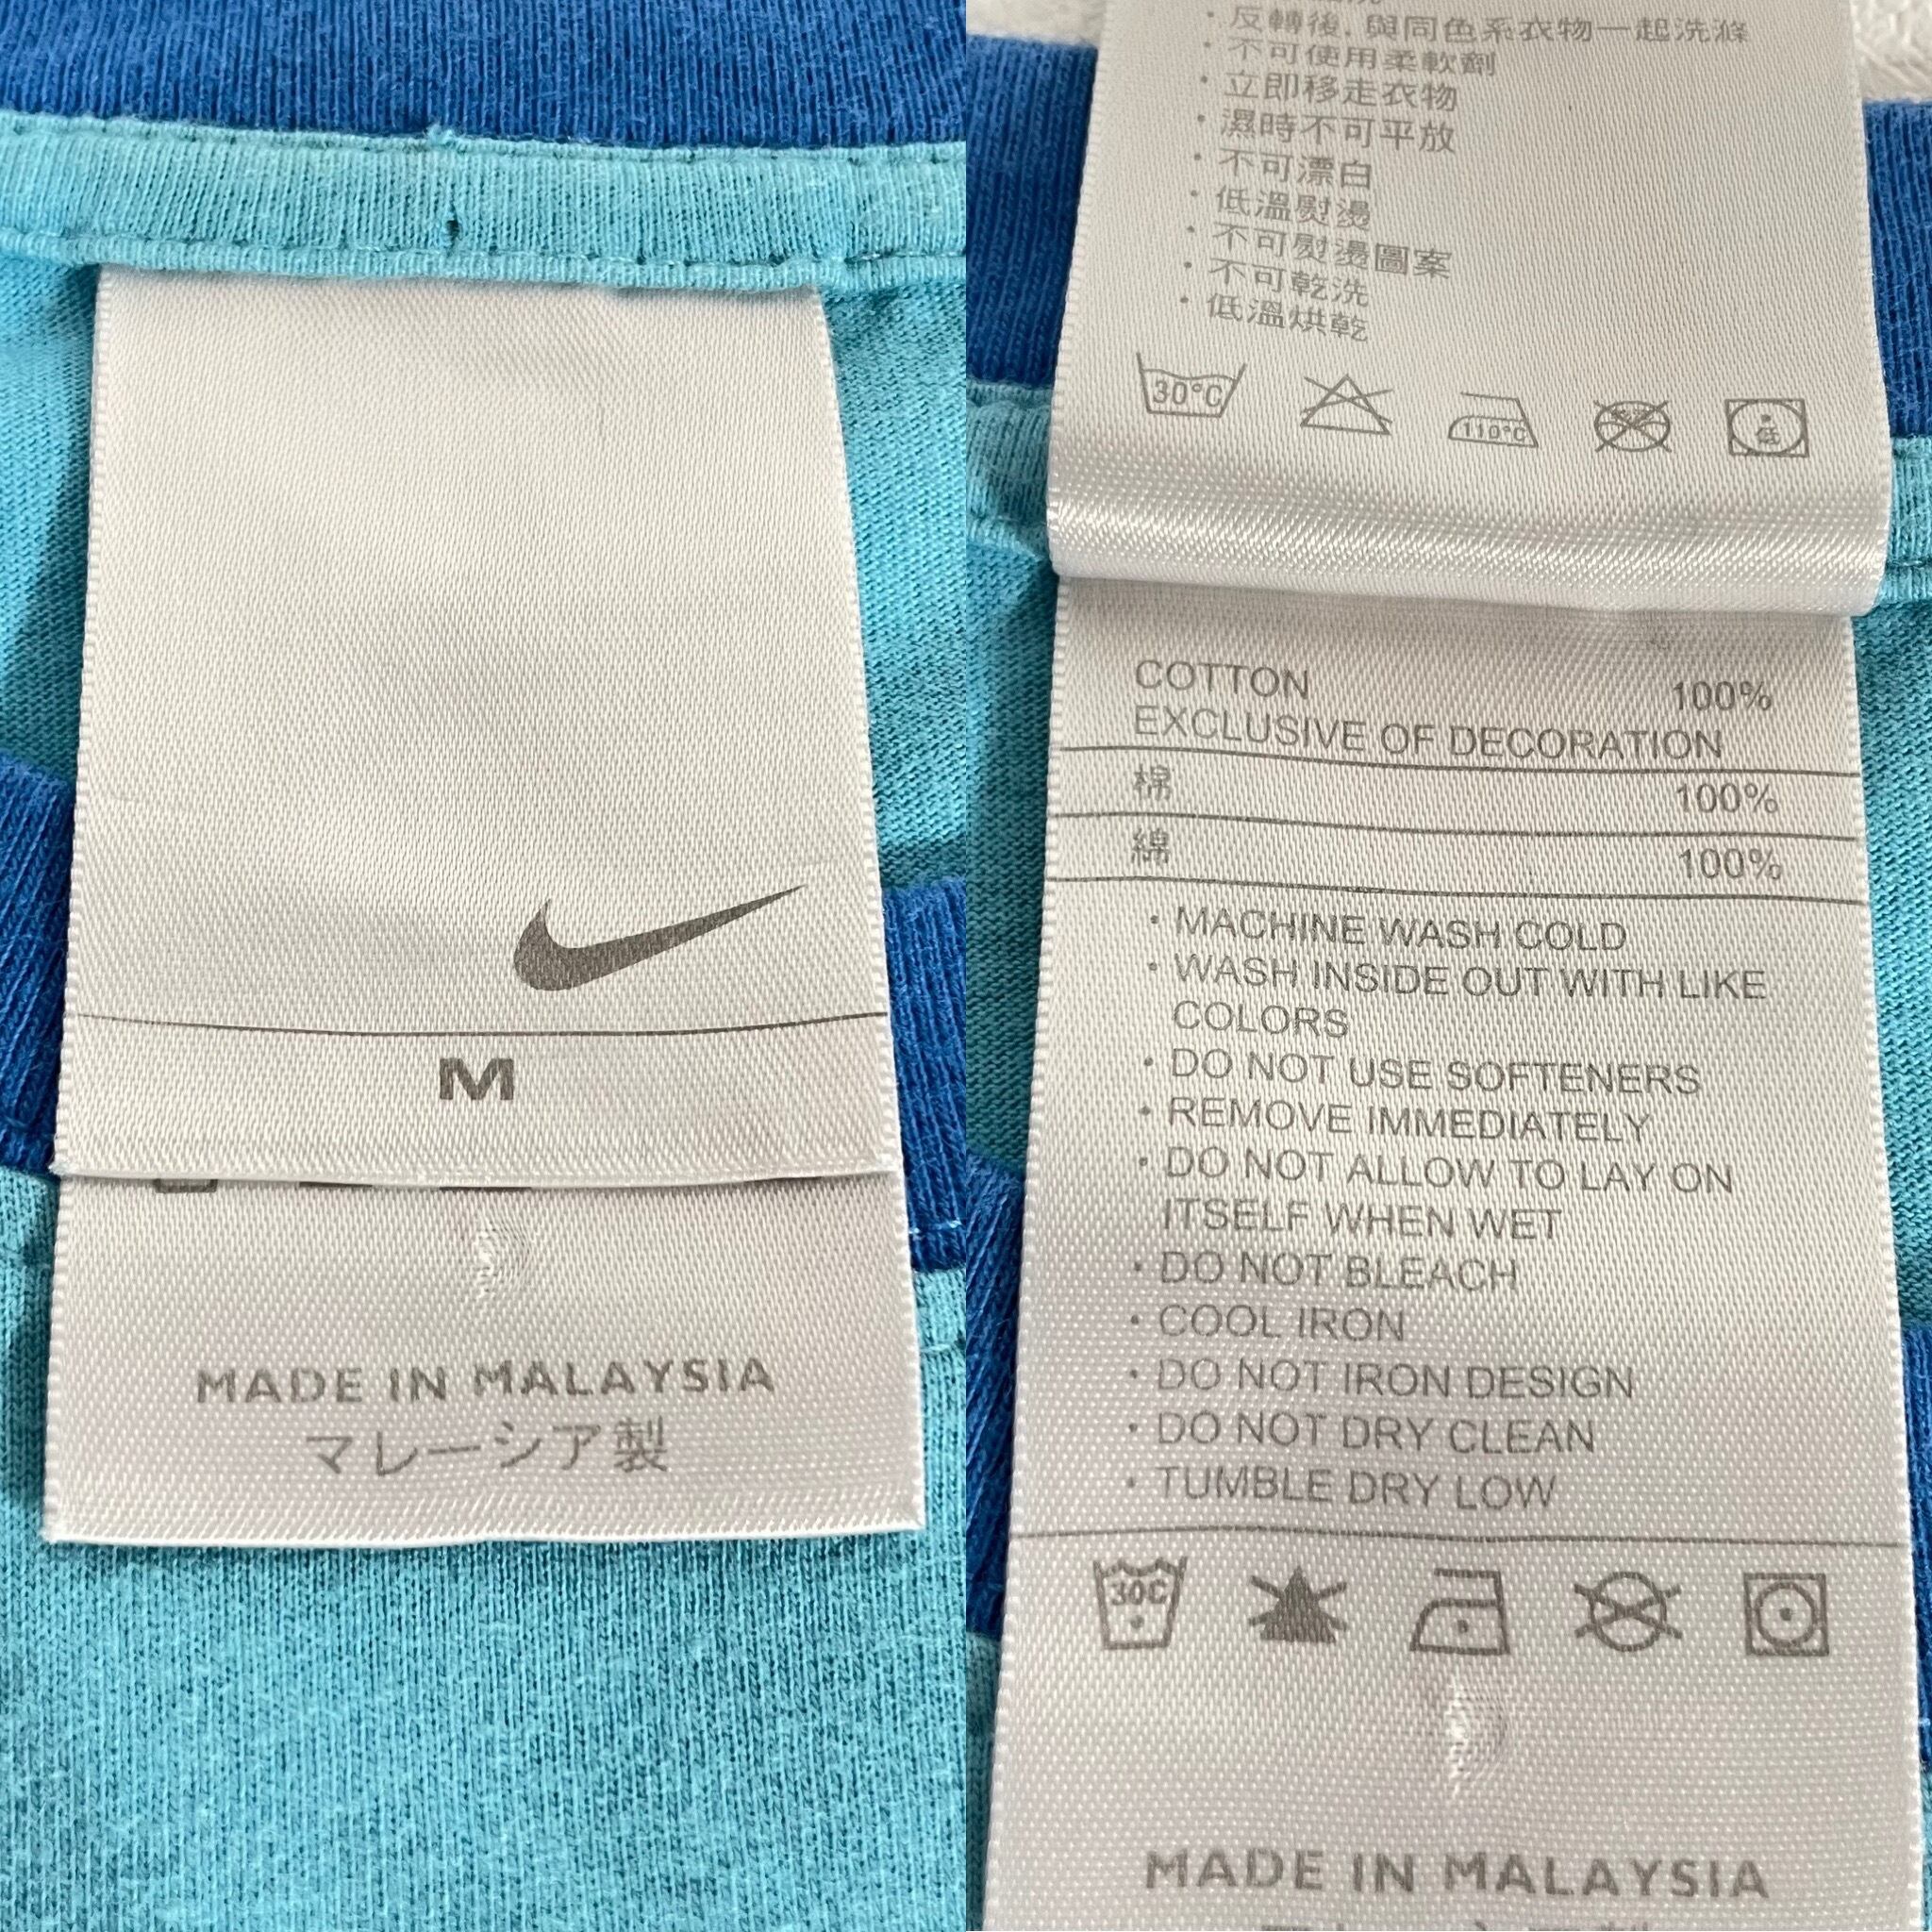 M
MADE IN MALAYSIA
マレーシア製
・反轉後,與同色系衣物一起洗滌
・不可使用柔軟劑
・立即移走衣物
・濕時不可平放
・不可漂白
・低溫熨燙
・不可熨燙圖案
・不可乾洗
・低溫烘乾
30°C
110°C
低
COTTON 100%
EXCLUSIVE OF DECORATION
棉 100%
綿 100%
・MACHINE WASH COLD
・WASH INSIDE OUT WITH LIKE
COLORS
・DO NOT USE SOFTENERS
・REMOVE IMMEDIATELY
・DO NOT ALLOW TO LAY ON
ITSELF WHEN WET
・DO NOT BLEACH
・COOL IRON
・DO NOT IRON DESIGN
・DO NOT DRY CLEAN
・TUMBLE DRY LOW
30C
MADE IN MALAYSIA